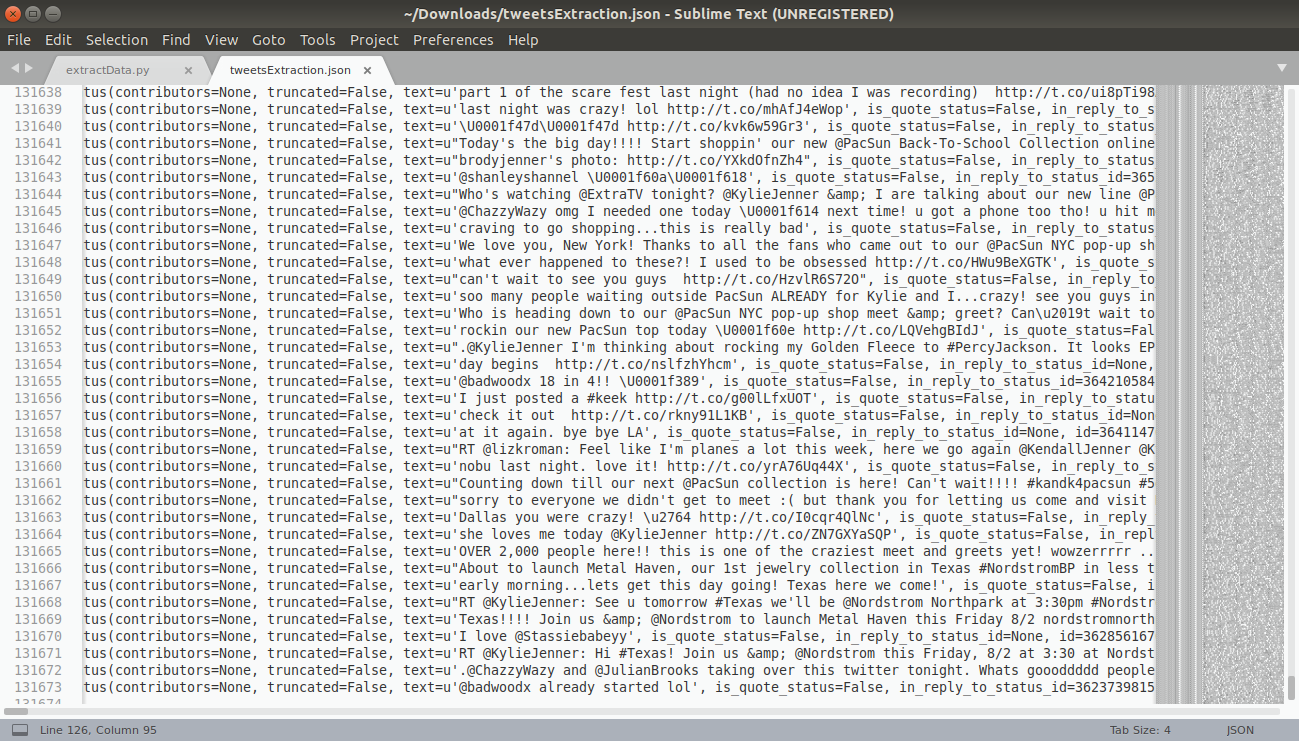 ~/Downloads/tweetsExtraction.json - Sublime Text (UNREGISTERED)
File Edit Selection Find View Goto Tools Project Preferences Help
extractData.py × tweetsExtraction.json ×
131638 tus(contributors=None, truncated=False, text=u'part 1 of the scare fest last night (had no idea I was recording)  http://t.co/ui8pTi98
131639 tus(contributors=None, truncated=False, text=u'last night was crazy! lol http://t.co/mhAfJ4eWop', is_quote_status=False, in_reply_to_s
131640 tus(contributors=None, truncated=False, text=u'\U0001f47d\U0001f47d http://t.co/kvk6w59Gr3', is_quote_status=False, in_reply_to_status
131641 tus(contributors=None, truncated=False, text=u"Today's the big day!!!! Start shoppin' our new @PacSun Back-To-School Collection online
131642 tus(contributors=None, truncated=False, text=u"brodyjenner's photo: http://t.co/YXkdOfnZh4", is_quote_status=False, in_reply_to_status
131643 tus(contributors=None, truncated=False, text=u'@shanleyshannel \U0001f60a\U0001f618', is_quote_status=False, in_reply_to_status_id=365
131644 tus(contributors=None, truncated=False, text=u"Who's watching @ExtraTV tonight? @KylieJenner &amp; I are talking about our new line @P
131645 tus(contributors=None, truncated=False, text=u'@ChazzyWazy omg I needed one today \U0001f614 next time! u got a phone too tho! u hit m
131646 tus(contributors=None, truncated=False, text=u'craving to go shopping...this is really bad', is_quote_status=False, in_reply_to_status
131647 tus(contributors=None, truncated=False, text=u'We love you, New York! Thanks to all the fans who came out to our @PacSun NYC pop-up sh
131648 tus(contributors=None, truncated=False, text=u'what ever happened to these?! I used to be obsessed http://t.co/HWu9BeXGTK', is_quote_s
131649 tus(contributors=None, truncated=False, text=u"can't wait to see you guys  http://t.co/HzvlR6S72O", is_quote_status=False, in_reply_to
131650 tus(contributors=None, truncated=False, text=u'soo many people waiting outside PacSun ALREADY for Kylie and I...crazy! see you guys in
131651 tus(contributors=None, truncated=False, text=u'Who is heading down to our @PacSun NYC pop-up shop meet &amp; greet? Can\u2019t wait to
131652 tus(contributors=None, truncated=False, text=u'rockin our new PacSun top today \U0001f60e http://t.co/LQVehgBIdJ', is_quote_status=Fal
131653 tus(contributors=None, truncated=False, text=u".@KylieJenner I'm thinking about rocking my Golden Fleece to #PercyJackson. It looks EP
131654 tus(contributors=None, truncated=False, text=u'day begins  http://t.co/nslfzhYhcm', is_quote_status=False, in_reply_to_status_id=None,
131655 tus(contributors=None, truncated=False, text=u'@badwoodx 18 in 4!! \U0001f389', is_quote_status=False, in_reply_to_status_id=364210584
131656 tus(contributors=None, truncated=False, text=u'I just posted a #keek http://t.co/g00lLfxUOT', is_quote_status=False, in_reply_to_statu
131657 tus(contributors=None, truncated=False, text=u'check it out  http://t.co/rkny91L1KB', is_quote_status=False, in_reply_to_status_id=Non
131658 tus(contributors=None, truncated=False, text=u'at it again. bye bye LA', is_quote_status=False, in_reply_to_status_id=None, id=3641147
131659 tus(contributors=None, truncated=False, text=u"RT @lizkroman: Feel like I'm planes a lot this week, here we go again @KendallJenner @K
131660 tus(contributors=None, truncated=False, text=u'nobu last night. love it! http://t.co/yrA76Uq44X', is_quote_status=False, in_reply_to_s
131661 tus(contributors=None, truncated=False, text=u"Counting down till our next @PacSun collection is here! Can't wait!!!! #kandk4pacsun #5
131662 tus(contributors=None, truncated=False, text=u"sorry to everyone we didn't get to meet :( but thank you for letting us come and visit
131663 tus(contributors=None, truncated=False, text=u'Dallas you were crazy! \u2764 http://t.co/I0cqr4QlNc', is_quote_status=False, in_reply_
131664 tus(contributors=None, truncated=False, text=u'she loves me today @KylieJenner http://t.co/ZN7GXYaSQP', is_quote_status=False, in_repl
131665 tus(contributors=None, truncated=False, text=u'OVER 2,000 people here!! this is one of the craziest meet and greets yet! wowzerrrrr ..
131666 tus(contributors=None, truncated=False, text=u"About to launch Metal Haven, our 1st jewelry collection in Texas #NordstromBP in less t
131667 tus(contributors=None, truncated=False, text=u'early morning...lets get this day going! Texas here we come!', is_quote_status=False, i
131668 tus(contributors=None, truncated=False, text=u"RT @KylieJenner: See u tomorrow #Texas we'll be @Nordstrom Northpark at 3:30pm #Nordstr
131669 tus(contributors=None, truncated=False, text=u'Texas!!!! Join us &amp; @Nordstrom to launch Metal Haven this Friday 8/2 nordstromnorth
131670 tus(contributors=None, truncated=False, text=u'I love @Stassiebabeyy', is_quote_status=False, in_reply_to_status_id=None, id=362856167
131671 tus(contributors=None, truncated=False, text=u'RT @KylieJenner: Hi #Texas! Join us &amp; @Nordstrom this Friday, 8/2 at 3:30 at Nordst
131672 tus(contributors=None, truncated=False, text=u'.@ChazzyWazy and @JulianBrooks taking over this twitter tonight. Whats goooddddd people
131673 tus(contributors=None, truncated=False, text=u'@badwoodx already started lol', is_quote_status=False, in_reply_to_status_id=3623739815
131674
Line 126, Column 95 Tab Size: 4 JSON